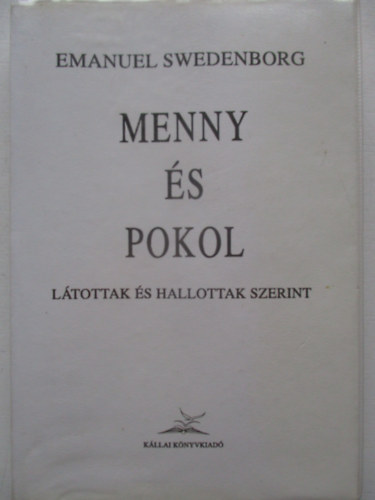 EMANUEL SWEDENBORG
MENNY
ÉS
POKOL
LÁTOTTAK ÉS HALLOTTAK SZERINT
KÁLLAI KÖNYVKIADÓ